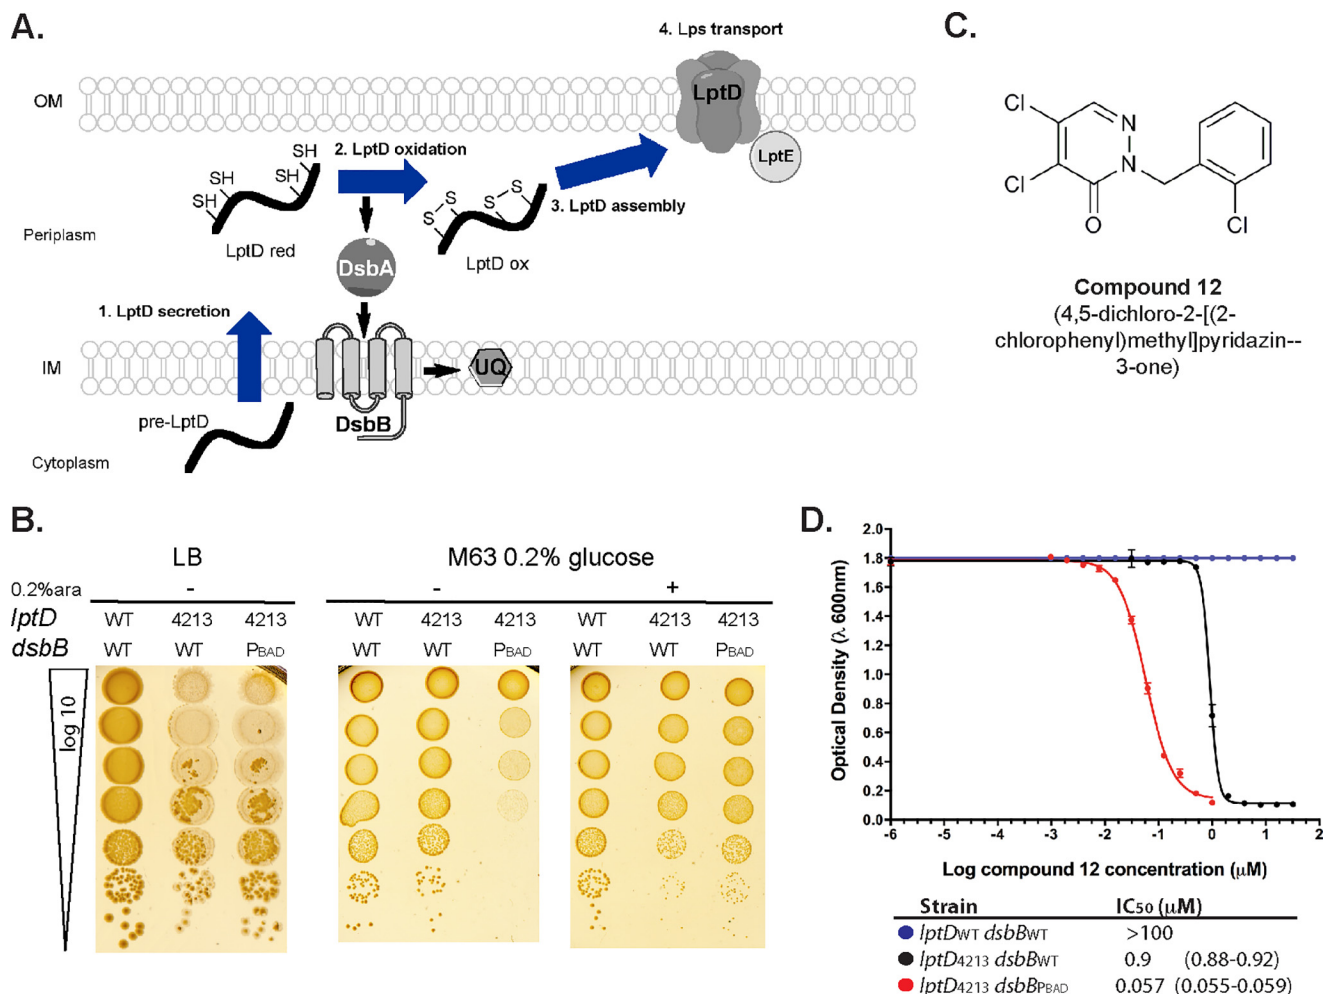 A.
4. Lps transport
OM
LptD
LptE
2. LptD oxidation
SH
SH
SH
SH
S
S
S
S
3. LptD assembly
Periplasm
LptD red
LptD ox
DsbA
1. LptD secretion
IM
UQ
pre-LptD
DsbB
Cytoplasm
C.
Cl
Cl
N
N
O
Cl
Compound 12
(4,5-dichloro-2-[(2-
chlorophenyl)methyl]pyridazin--
3-one)
B.
LB
M63 0.2% glucose
0.2%ara - - +
lptD WT 4213 4213 WT 4213 4213 WT 4213 4213
dsbB WT WT PBAD WT WT PBAD WT WT PBAD
log 10
D.
Optical Density (λ 600nm)
2.0
1.8
1.6
1.4
1.2
1.0
0.8
0.6
0.4
0.2
0.0
-6 -5 -4 -3 -2 -1 0 1 2
Log compound 12 concentration (μM)
Strain IC50 (μM)
lptDWT dsbBWT >100
lptD4213 dsbBWT 0.9 (0.88-0.92)
lptD4213 dsbBPBAD 0.057 (0.055-0.059)